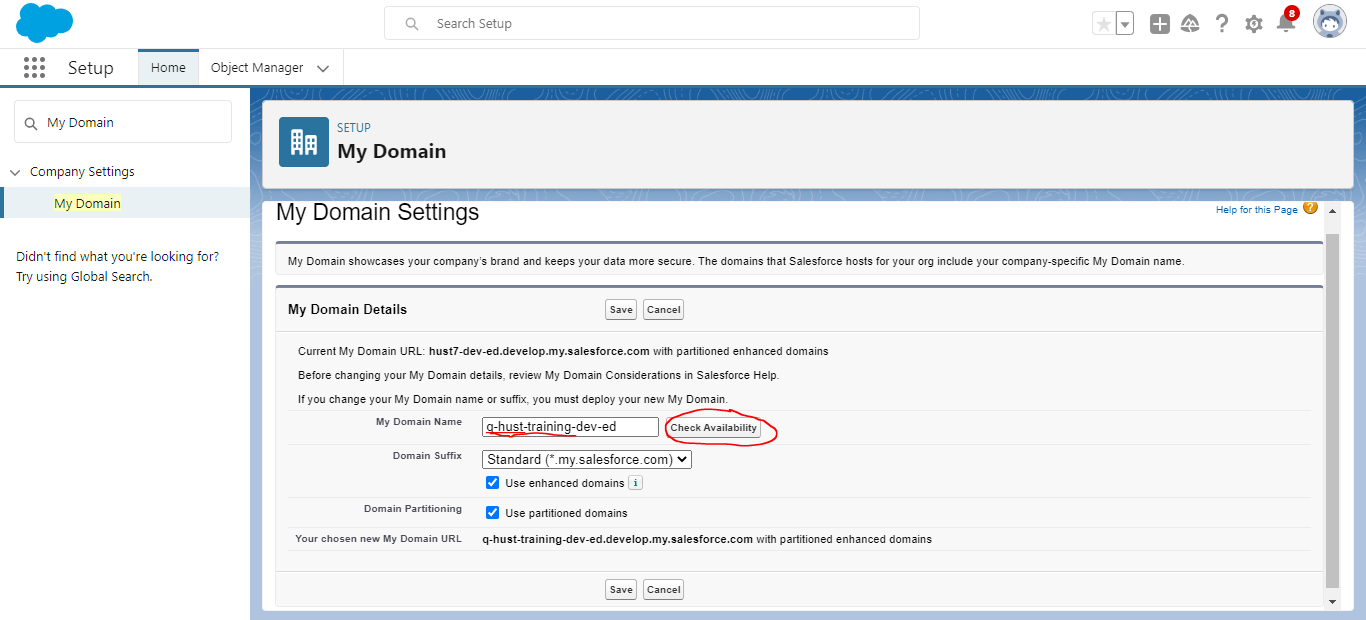 Search Setup
8
Setup
Home
Object Manager
My Domain
Company Settings
My Domain
Didn't find what you're looking for?
Try using Global Search.
SETUP
My Domain
My Domain Settings
Help for this Page ?
My Domain showcases your company's brand and keeps your data more secure. The domains that Salesforce hosts for your org include your company-specific My Domain name.
My Domain Details
Save Cancel
Current My Domain URL: hust7-dev-ed.develop.my.salesforce.com with partitioned enhanced domains
Before changing your My Domain details, review My Domain Considerations in Salesforce Help.
If you change your My Domain name or suffix, you must deploy your new My Domain.
My Domain Name q-hust-training-dev-ed Check Availability
Domain Suffix Standard (*.my.salesforce.com)
Use enhanced domains i
Domain Partitioning Use partitioned domains
Your chosen new My Domain URL q-hust-training-dev-ed.develop.my.salesforce.com with partitioned enhanced domains
Save Cancel